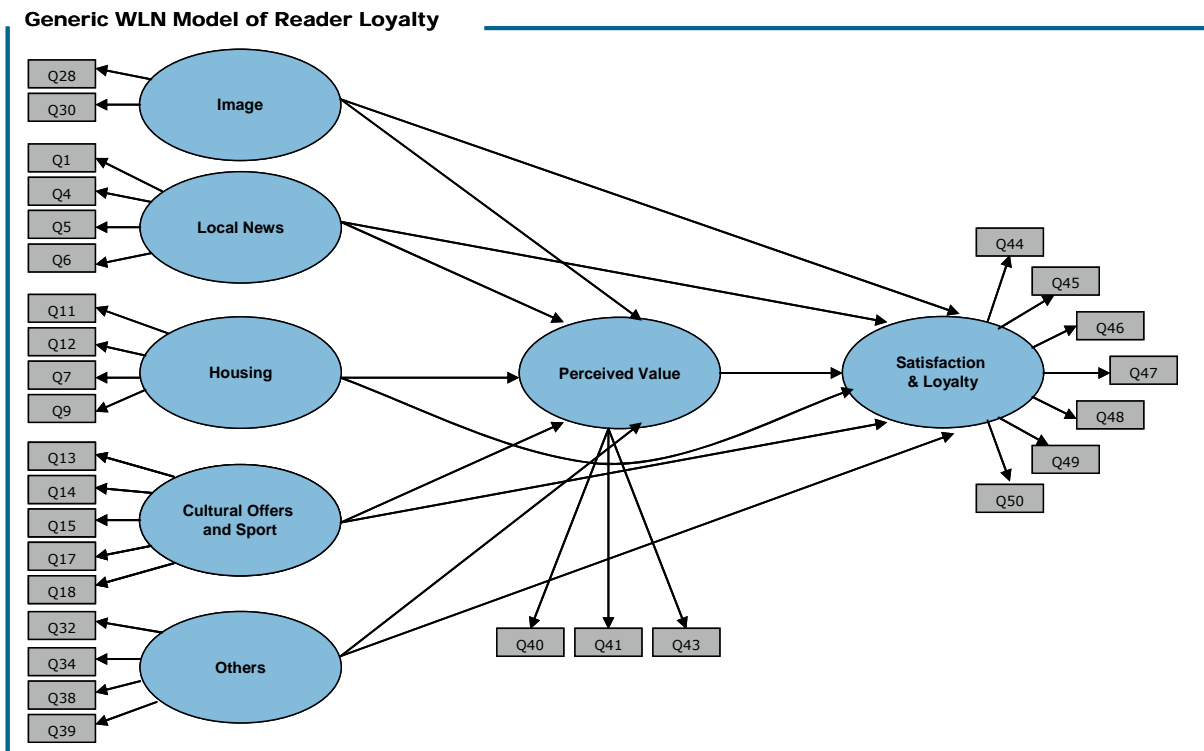 Generic WLN Model of Reader Loyalty
Q28
Q30
Image
Q1
Q4
Q5
Q6
Local News
Q11
Q12
Q7
Q9
Housing
Q13
Q14
Q15
Q17
Q18
Cultural Offers
and Sport
Q32
Q34
Q38
Q39
Others
Perceived Value
Q40
Q41
Q43
Satisfaction
& Loyalty
Q44
Q45
Q46
Q47
Q48
Q49
Q50